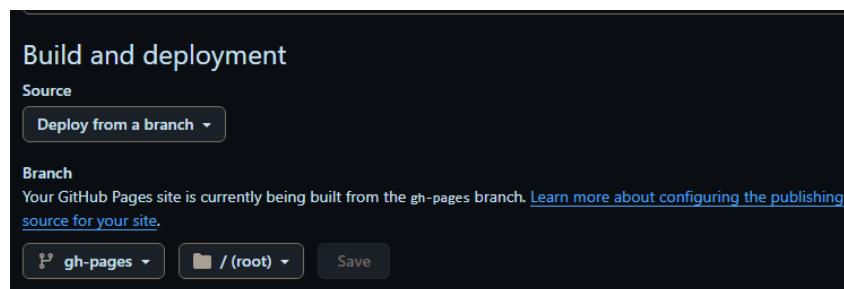 Build and deployment
Source
Deploy from a branch
Branch
Your GitHub Pages site is currently being built from the gh-pages branch. Learn more about configuring the publishing
source for your site.
gh-pages / (root) Save